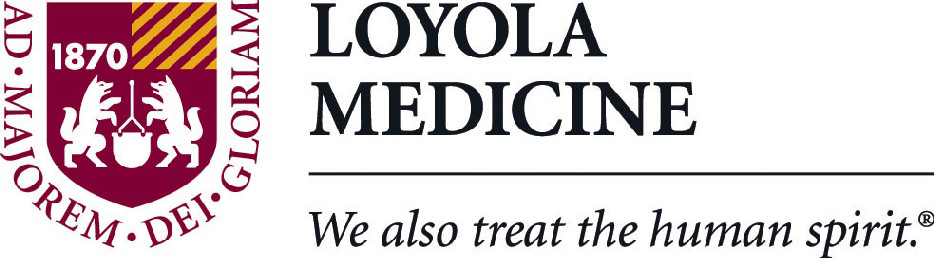 1870
AD · MAJOREM · DEI · GLORIAM
LOYOLA
MEDICINE
We also treat the human spirit.®